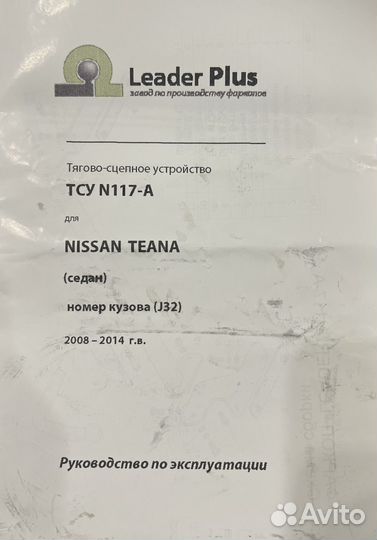 Leader Plus
завод по производству фаркопов
Тягово-сцепное устройство
ТСУ N117-A
для
NISSAN TEANA
(седан)
номер кузова (J32)
2008 – 2014 г.в.
Руководство по эксплуатации
Avito